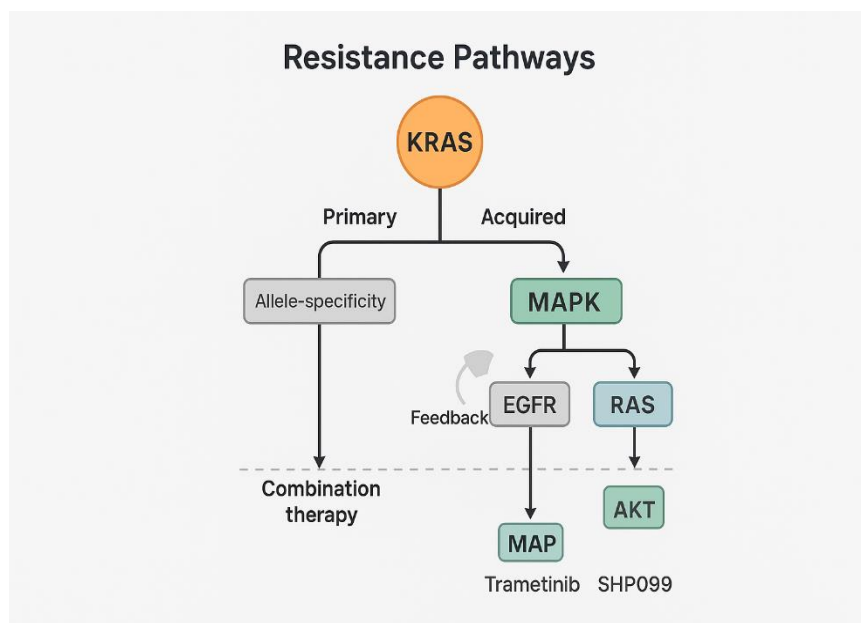 Resistance Pathways
KRAS
Primary
Acquired
Allele-specificity
MAPK
Feedback
EGFR
RAS
Combination
therapy
AKT
MAP
Trametinib
SHP099